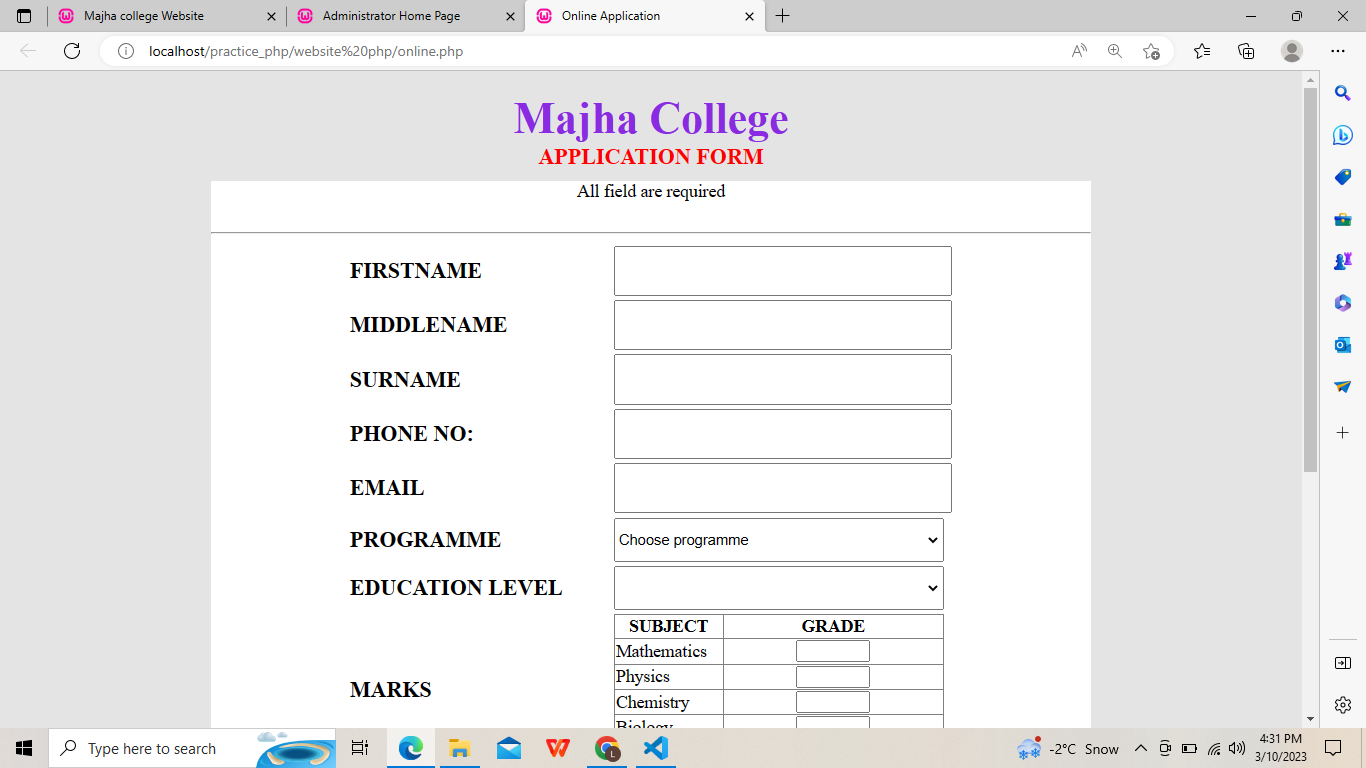 Majha college Website
Administrator Home Page
Online Application
localhost/practice_php/website%20php/online.php
Majha College
APPLICATION FORM
All field are required
FIRSTNAME
MIDDLENAME
SURNAME
PHONE NO:
EMAIL
PROGRAMME Choose programme
EDUCATION LEVEL
SUBJECT GRADE
Mathematics
Physics
MARKS
Chemistry
Biology
Type here to search
-2°C Snow
4:31 PM
3/10/2023